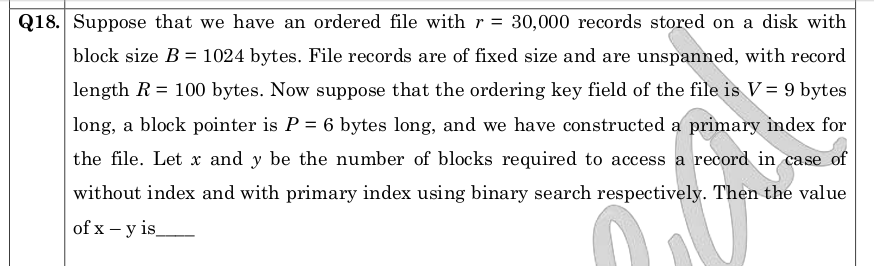 Q18. Suppose that we have an ordered file with r = 30,000 records stored on a disk with
block size B = 1024 bytes. File records are of fixed size and are unspanned, with record
length R = 100 bytes. Now suppose that the ordering key field of the file is V = 9 bytes
long, a block pointer is P = 6 bytes long, and we have constructed a primary index for
the file. Let x and y be the number of blocks required to access a record in case of
without index and with primary index using binary search respectively. Then the value
of x – y is____